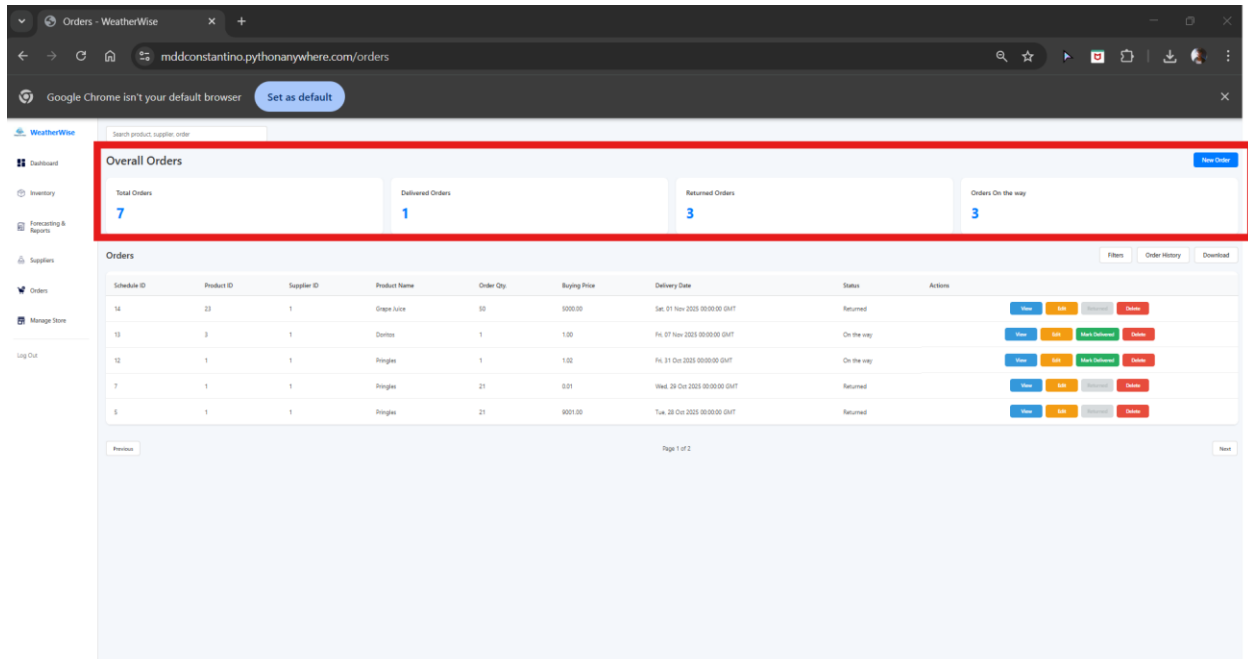 Orders - WeatherWise
mddconstantino.pythonanywhere.com/orders
Google Chrome isn't your default browser Set as default
WeatherWise
Search product, supplier, order
Dashboard
Inventory
Forecasting &
Reports
Suppliers
Orders
Manage Store
Log Out
Overall Orders New Order
Total Orders Delivered Orders Returned Orders Orders On the way
7 1 3 3
Orders Filters Order History Download
Schedule ID Product ID Supplier ID Product Name Order Qty. Buying Price Delivery Date Status Actions
14 23 1 Grape Juice 50 5000.00 Sat, 01 Nov 2025 00:00:00 GMT Returned View Edit Returned Delete
13 3 1 Doritos 1 1.00 Fri, 07 Nov 2025 00:00:00 GMT On the way View Edit Mark Delivered Delete
12 1 1 Pringles 1 1.02 Fri, 31 Oct 2025 00:00:00 GMT On the way View Edit Mark Delivered Delete
7 1 1 Pringles 21 0.01 Wed, 29 Oct 2025 00:00:00 GMT Returned View Edit Returned Delete
5 1 1 Pringles 21 9001.00 Tue, 28 Oct 2025 00:00:00 GMT Returned View Edit Returned Delete
Previous Page 1 of 2 Next